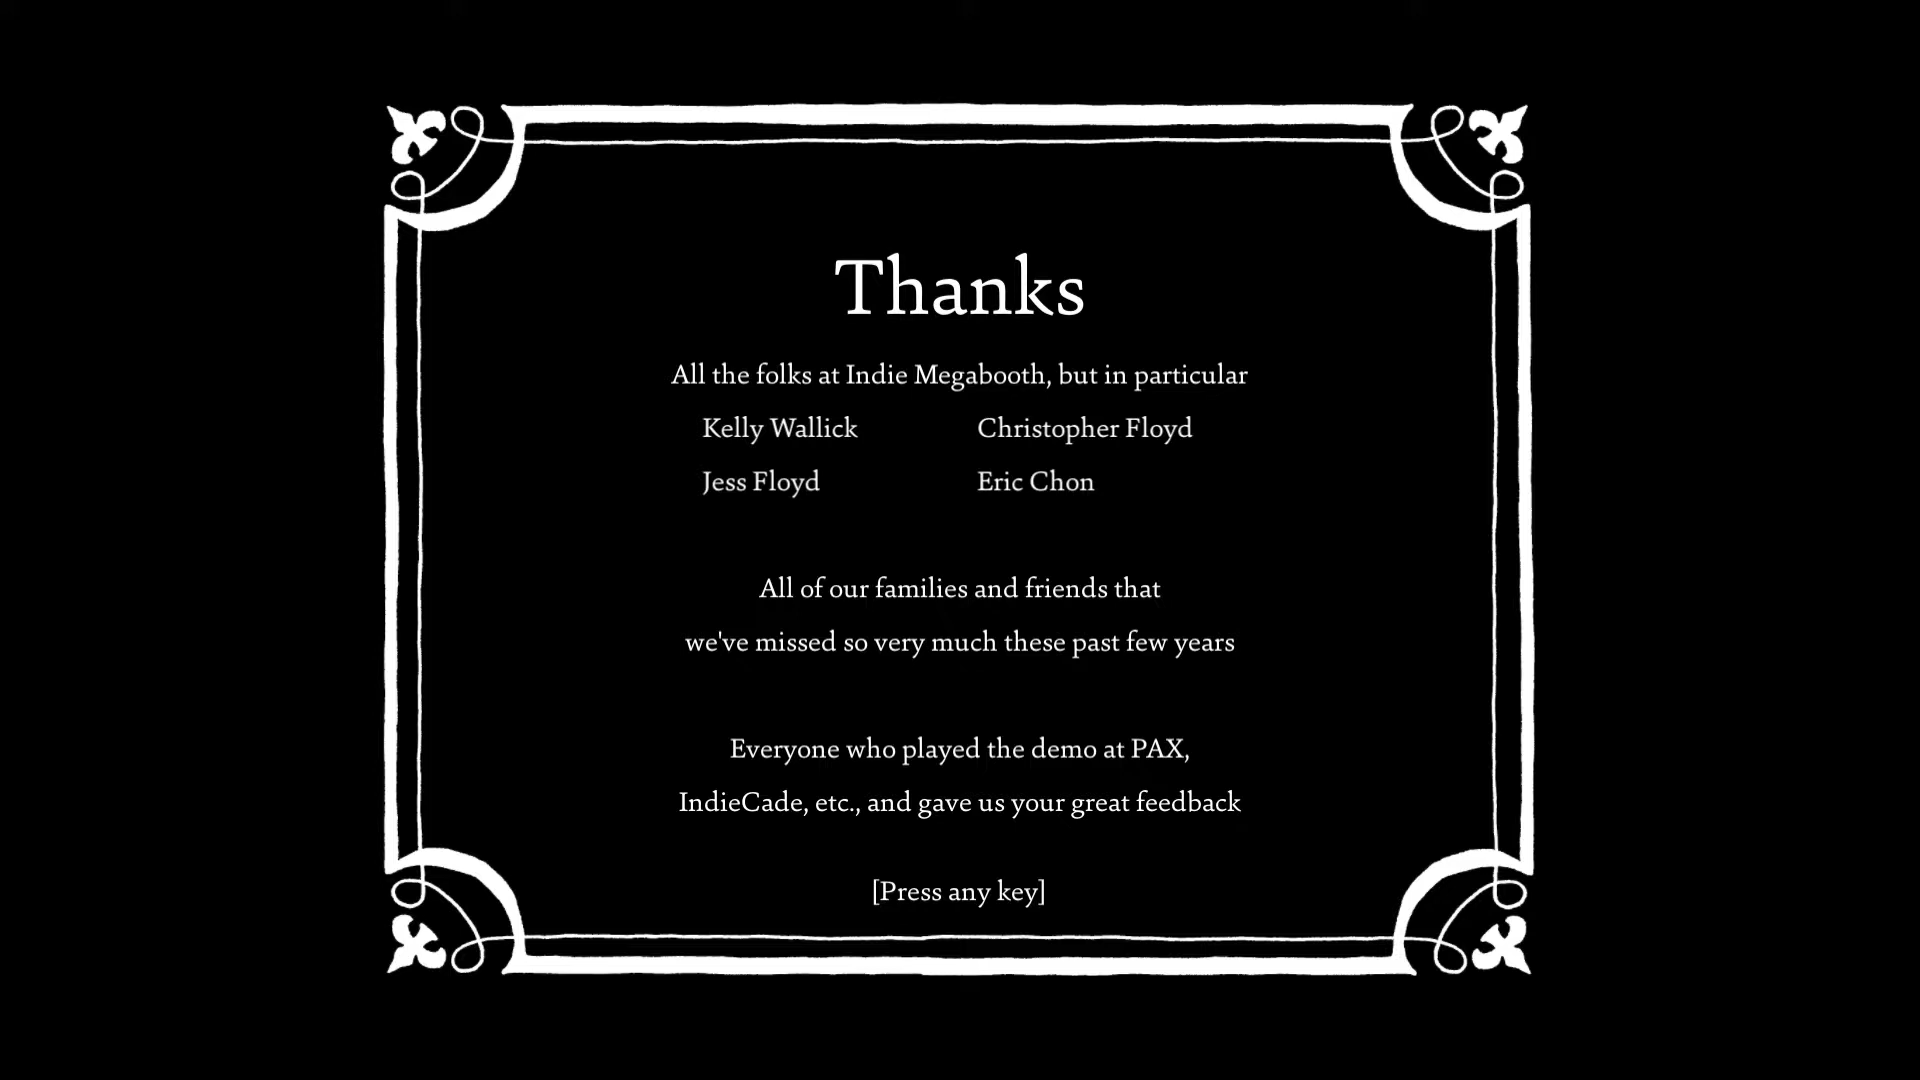 Thanks
All the folks at Indie Megabooth, but in particular
Kelly Wallick Christopher Floyd
Jess Floyd Eric Chon
All of our families and friends that
we've missed so very much these past few years
Everyone who played the demo at PAX,
IndieCade, etc., and gave us your great feedback
[Press any key]